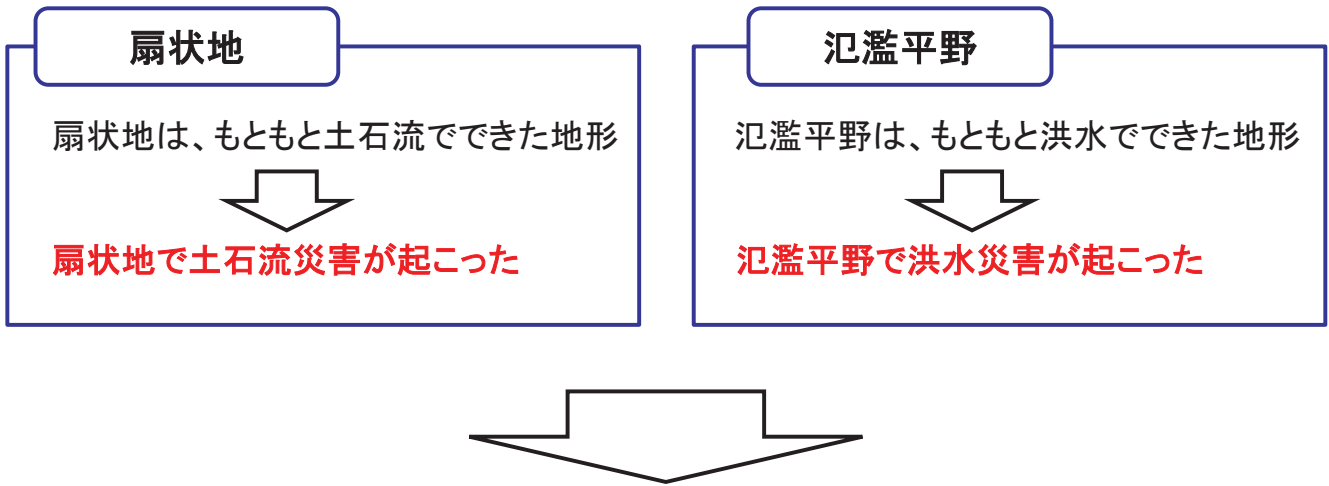 扇状地
扇状地は、もともと土石流でできた地形
扇状地で土石流災害が起こった
氾濫平野
氾濫平野は、もともと洪水でできた地形
氾濫平野で洪水災害が起こった